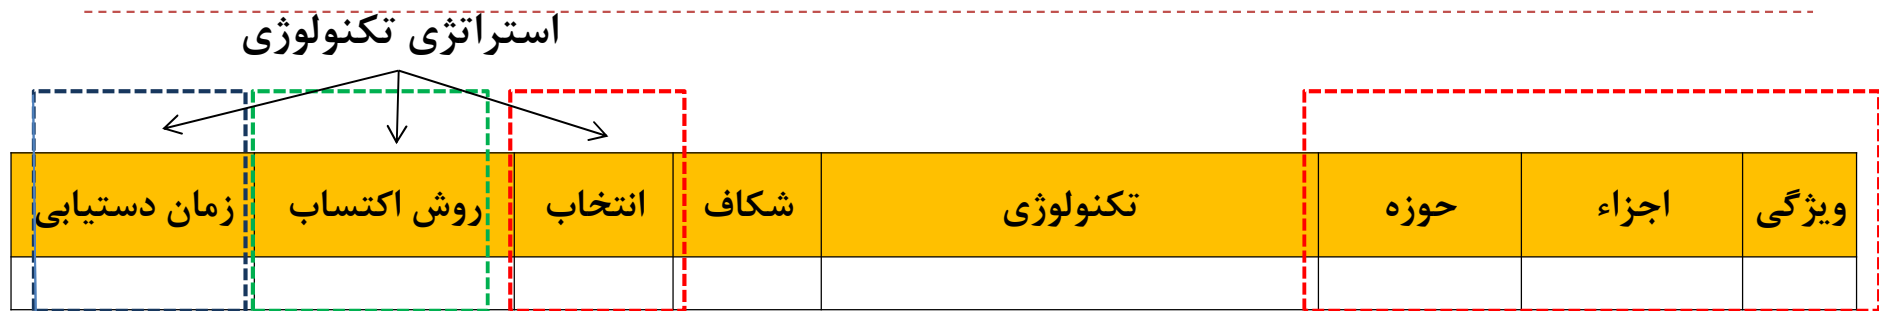 استراتژی تکنولوژی
ویژگی اجزاء حوزه تکنولوژی شکاف انتخاب روش اکتساب زمان دستیابی